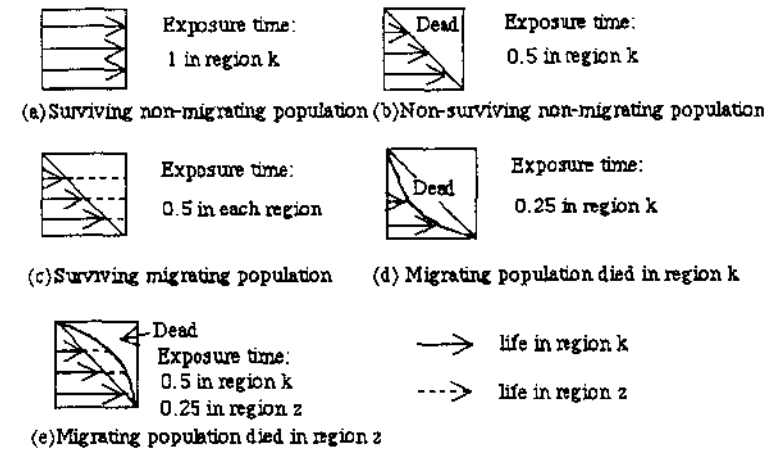 Exposure time:
1 in region k
(a)Surviving non-migrating population
Dead
Exposure time:
0.5 in region k
(b)Non-surviving non-migrating population
Exposure time:
0.5 in each region
(c)Surviving migrating population
Dead
Exposure time:
0.25 in region k
(d) Migrating population died in region k
Dead
Exposure time:
0.5 in region k
0.25 in region z
(e)Migrating population died in region z
life in region k
life in region z